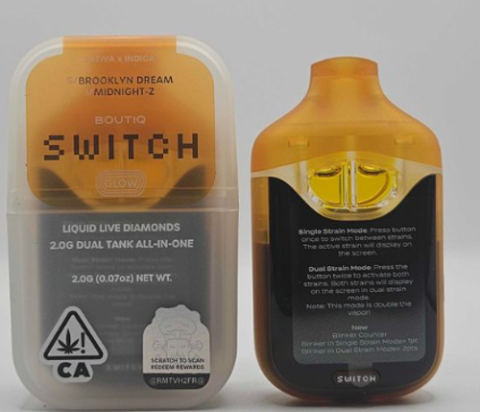 SATIVA x INDICA
S/BROOKLYN DREAM
I/MIDNIGHT-Z
BOUTIQ
SWITCH
GLOW
LIQUID LIVE DIAMONDS
2.0G DUAL TANK ALL-IN-ONE
2.0G (0.07oz) NET WT.
CA
SCRATCH TO SCAN
REDEEM REWARDS
Single Strain Mode: Press button
once to switch between strains.
The active strain will display on
the screen.
Dual Strain Mode: Press the
button twice to activate both
strains. Both strains will display
on the screen in dual strain
mode.
Note: This mode is double the
vapor!
New
Blinker Counter
Blinker in Single Strain Mode= 1pt
Blinker in Dual Strain Mode= 2pts
SWITCH